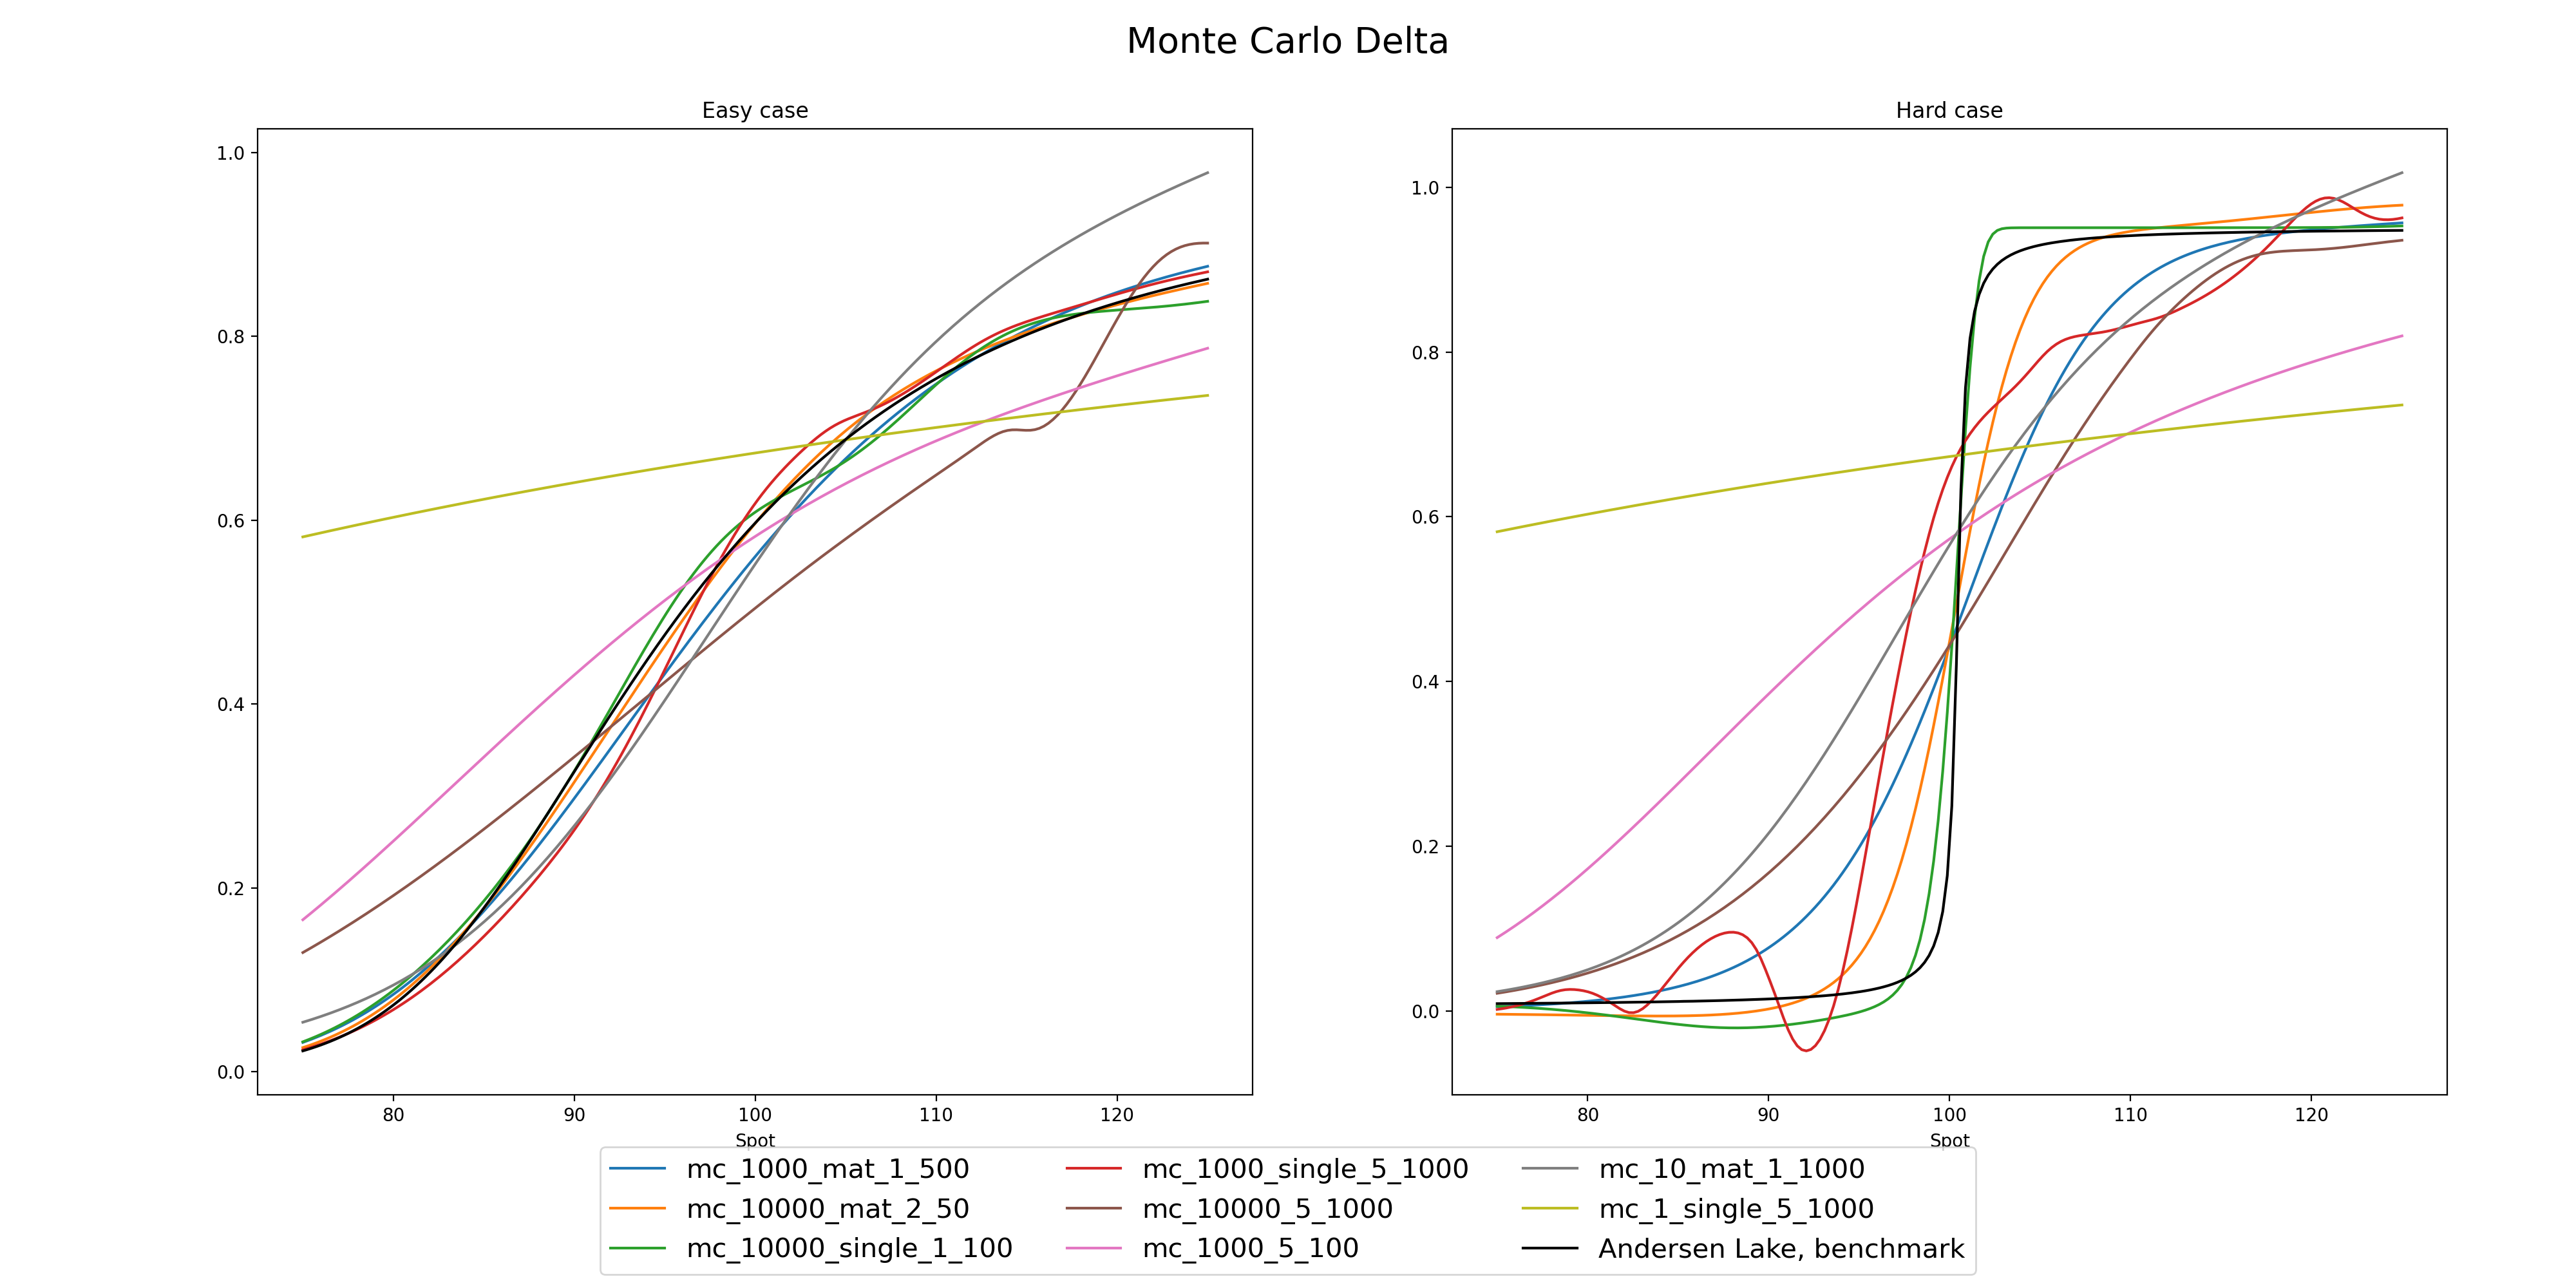 Monte Carlo Delta
Easy case
1.0
0.8
0.6
0.4
0.2
0.0
80 90 100 110 120
Spot
Hard case
1.0
0.8
0.6
0.4
0.2
0.0
80 90 100 110 120
Spot
mc_1000_mat_1_500
mc_10000_mat_2_50
mc_10000_single_1_100
mc_1000_single_5_1000
mc_10000_5_1000
mc_1000_5_100
mc_10_mat_1_1000
mc_1_single_5_1000
Andersen Lake, benchmark